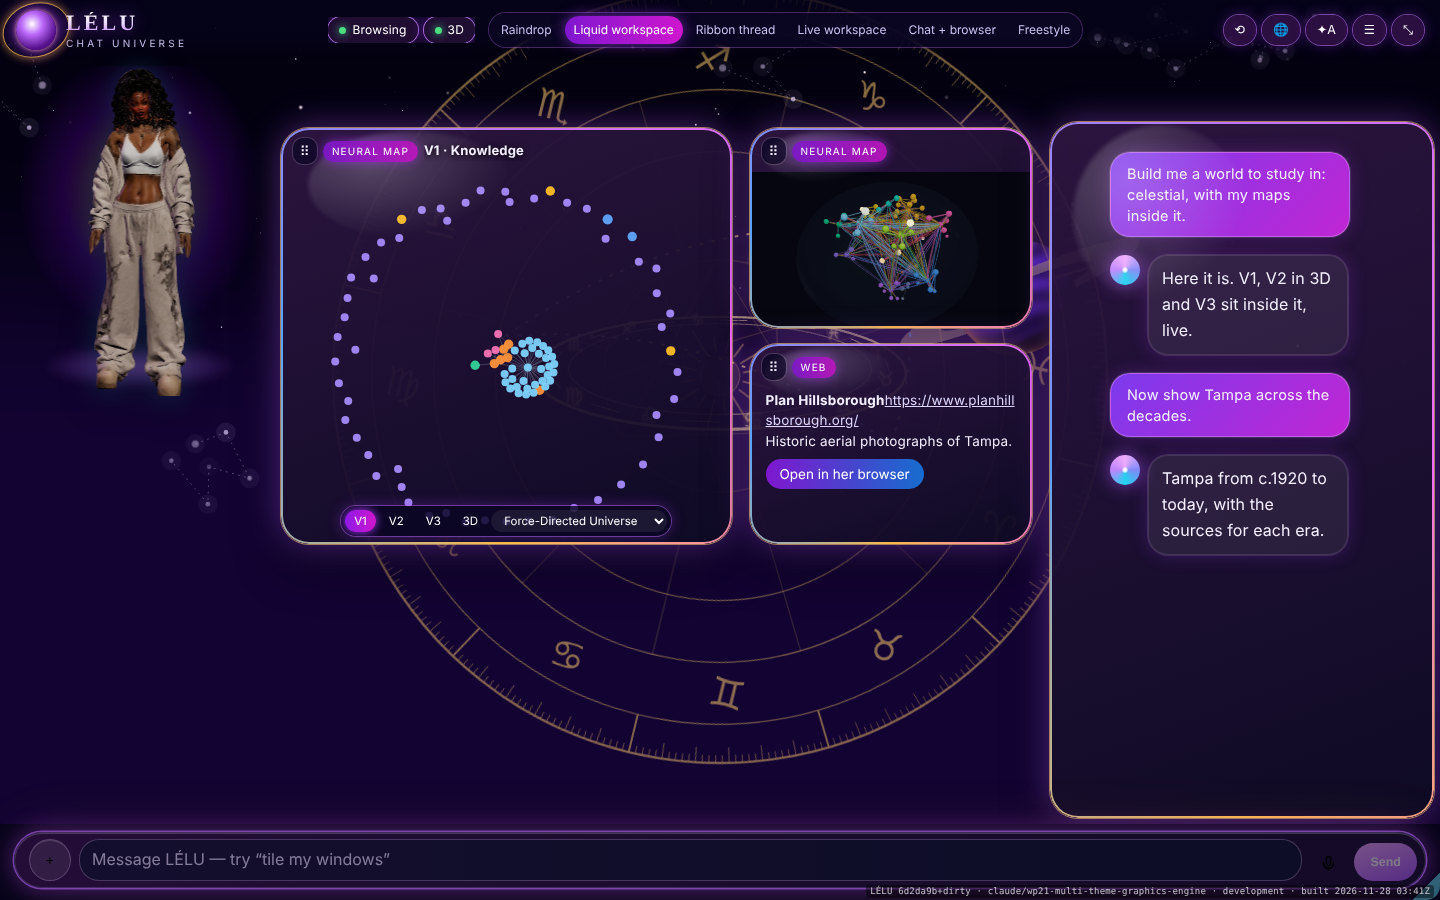 LÉLU
CHAT UNIVERSE
Browsing
3D
Raindrop
Liquid workspace
Ribbon thread
Live workspace
Chat + browser
Freestyle
✦A
NEURAL MAP V1 · Knowledge
V1 V2 V3 3D Force-Directed Universe
NEURAL MAP
WEB
Plan Hillsboroughhttps://www.planhill
sborough.org/
Historic aerial photographs of Tampa.
Open in her browser
Build me a world to study in:
celestial, with my maps
inside it.
Here it is. V1, V2 in 3D
and V3 sit inside it,
live.
Now show Tampa across the
decades.
Tampa from c.1920 to
today, with the
sources for each era.
+
Message LÉLU — try “tile my windows”
Send
LÉLU 6d2da9b+dirty · claude/wp21-multi-theme-graphics-engine · development · built 2026-11-28 03:41Z